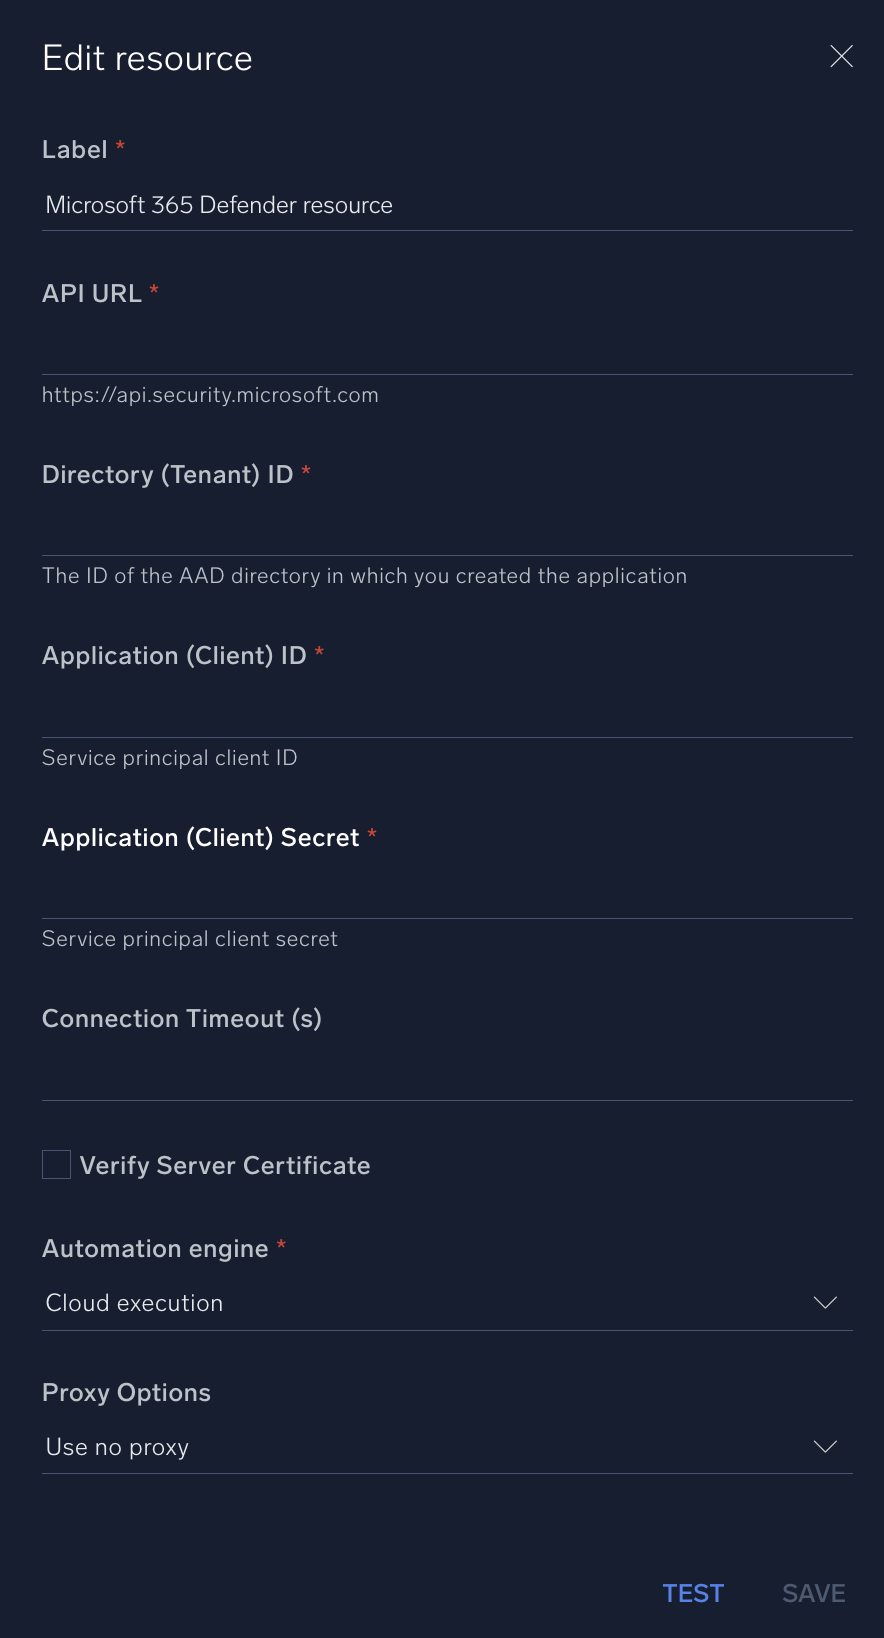 Edit resource
Label *
Microsoft 365 Defender resource
API URL *
https://api.security.microsoft.com
Directory (Tenant) ID *
The ID of the AAD directory in which you created the application
Application (Client) ID *
Service principal client ID
Application (Client) Secret *
Service principal client secret
Connection Timeout (s)
Verify Server Certificate
Automation engine *
Cloud execution
Proxy Options
Use no proxy
TEST SAVE